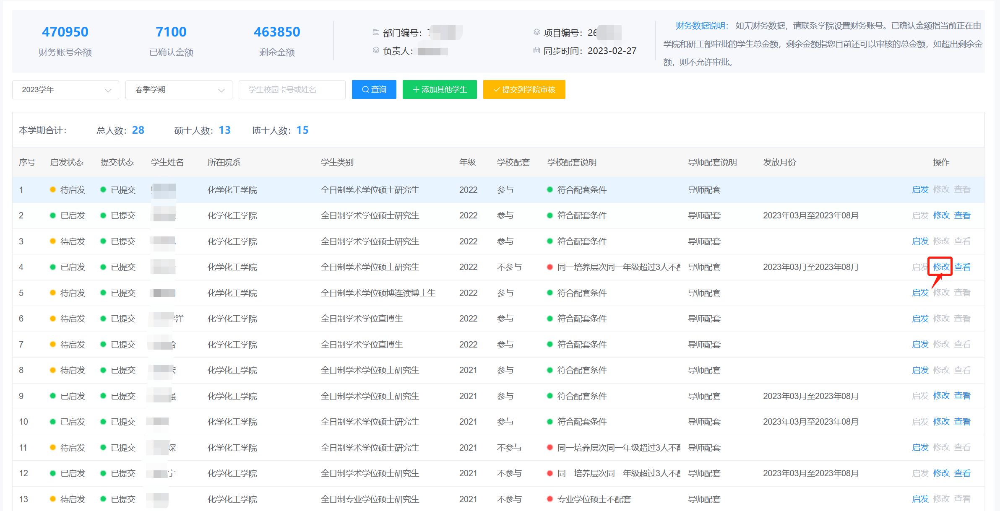 470950 7100 463850
财务账号余额 已确认金额 剩余金额
部门编号: 项目编号: 26
负责人: 同步时间: 2023-02-27
财务数据说明: 如无财务数据，请联系学院设置财务账号。已确认金额指当前正在由
学院和研工部审批的学生总金额，剩余金额指您目前还可以审核的总金额，如超出剩余金
额，则不允许审批。
2023学年 春季学期 学生校园卡号或姓名 查询 添加其他学生 提交到学院审核
本学期合计: 总人数: 28 硕士人数: 13 博士人数: 15
序号 启发状态 提交状态 学生姓名 所在院系 学生类别 年级 学校配套 学校配套说明 导师配套说明 发放月份 操作
1 待启发 已提交 化学化工学院 全日制学术学位硕士研究生 2022 参与 符合配套条件 导师配套 启发 修改 查看
2 已启发 已提交 化学化工学院 全日制学术学位硕士研究生 2022 参与 符合配套条件 导师配套 2023年03月至2023年08月 启发 修改 查看
3 待启发 已提交 化学化工学院 全日制学术学位硕士研究生 2022 参与 符合配套条件 导师配套 启发 修改 查看
4 已启发 已提交 化学化工学院 全日制学术学位硕士研究生 2022 不参与 同一培养层次同一年级超过3人不配 导师配套 2023年03月至2023年08月 启发 修改 查看
5 待启发 已提交 化学化工学院 全日制学术学位硕博连读博士生 2022 参与 符合配套条件 导师配套 启发 修改 查看
6 待启发 已提交 洋 化学化工学院 全日制学术学位直博生 2022 参与 符合配套条件 导师配套 启发 修改 查看
7 待启发 已提交 化学化工学院 全日制学术学位直博生 2022 参与 符合配套条件 导师配套 启发 修改 查看
8 待启发 已提交 化学化工学院 全日制学术学位硕士研究生 2021 参与 符合配套条件 导师配套 启发 修改 查看
9 已启发 已提交 强 化学化工学院 全日制学术学位硕士研究生 2021 参与 符合配套条件 导师配套 2023年03月至2023年08月 启发 修改 查看
10 已启发 已提交 化学化工学院 全日制学术学位硕士研究生 2021 参与 符合配套条件 导师配套 2023年03月至2023年08月 启发 修改 查看
11 待启发 已提交 琛 化学化工学院 全日制学术学位硕士研究生 2021 不参与 同一培养层次同一年级超过3人不配 导师配套 启发 修改 查看
12 已启发 已提交 宁 化学化工学院 全日制学术学位硕士研究生 2021 不参与 同一培养层次同一年级超过3人不配 导师配套 2023年03月至2023年08月 启发 修改 查看
13 待启发 已提交 化学化工学院 全日制专业学位硕士研究生 2021 不参与 专业学位硕士不配套 导师配套 启发 修改 查看